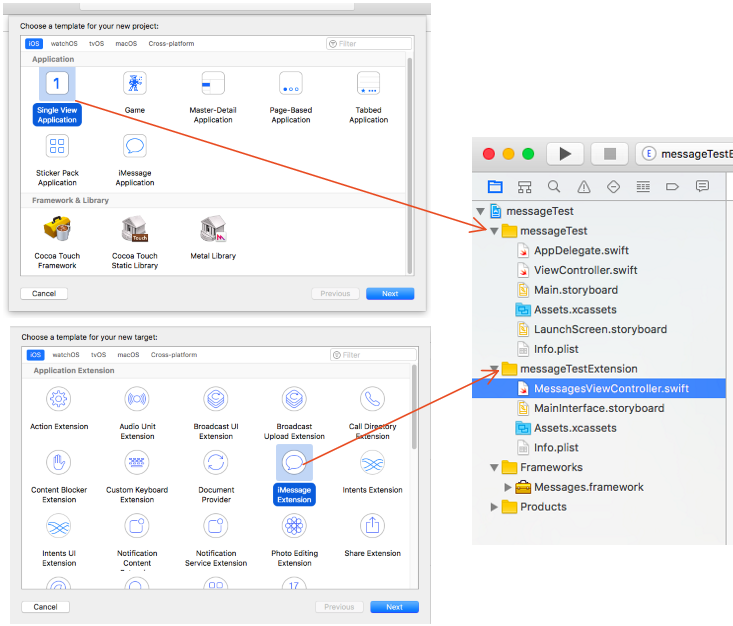 Choose a template for your new project:
iOS watchOS tvOS macOS Cross-platform Filter
Application
1
Single View Application
Game
Master-Detail Application
Page-Based Application
Tabbed Application
Sticker Pack Application
iMessage Application
Framework & Library
Cocoa Touch Framework
Touch
Cocoa Touch Static Library
Metal Library
Cancel Previous Next
Choose a template for your new target:
iOS watchOS tvOS macOS Cross-platform Filter
Application Extension
Action Extension
Audio Unit Extension
Broadcast UI Extension
Broadcast Upload Extension
Call Directory Extension
Content Blocker Extension
Custom Keyboard Extension
Document Provider
iMessage Extension
Intents Extension
Intents UI Extension
Notification Content
Notification Service Extension
Photo Editing Extension
Share Extension
@
17
Cancel Previous Next
E messageTestE
messageTest
messageTest
AppDelegate.swift
ViewController.swift
Main.storyboard
Assets.xcassets
LaunchScreen.storyboard
Info.plist
messageTestExtension
MessagesViewController.swift
MainInterface.storyboard
Assets.xcassets
Info.plist
Frameworks
Messages.framework
Products